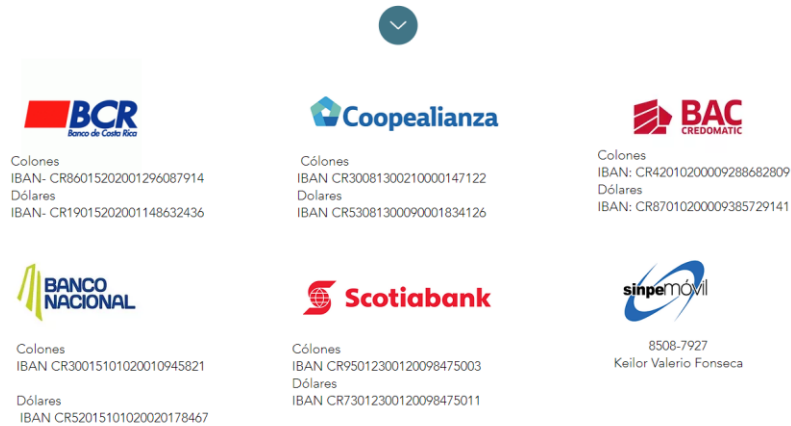 BCR
Banco de Costa Rica
Colones
IBAN- CR86015202001296087914
Dólares
IBAN- CR19015202001148632436
Coopealianza
Cólones
IBAN CR30081300210000147122
Dolares
IBAN CR53081300090001834126
BAC
CREDOMATIC
Colones
IBAN: CR42010200009288682809
Dólares
IBAN: CR87010200009385729141
BANCO
NACIONAL
Colones
IBAN CR30015101020010945821
Dólares
IBAN CR52015101020020178467
Scotiabank
Cólones
IBAN CR95012300120098475003
Dólares
IBAN CR73012300120098475011
sinpemóvil
8508-7927
Keilor Valerio Fonseca